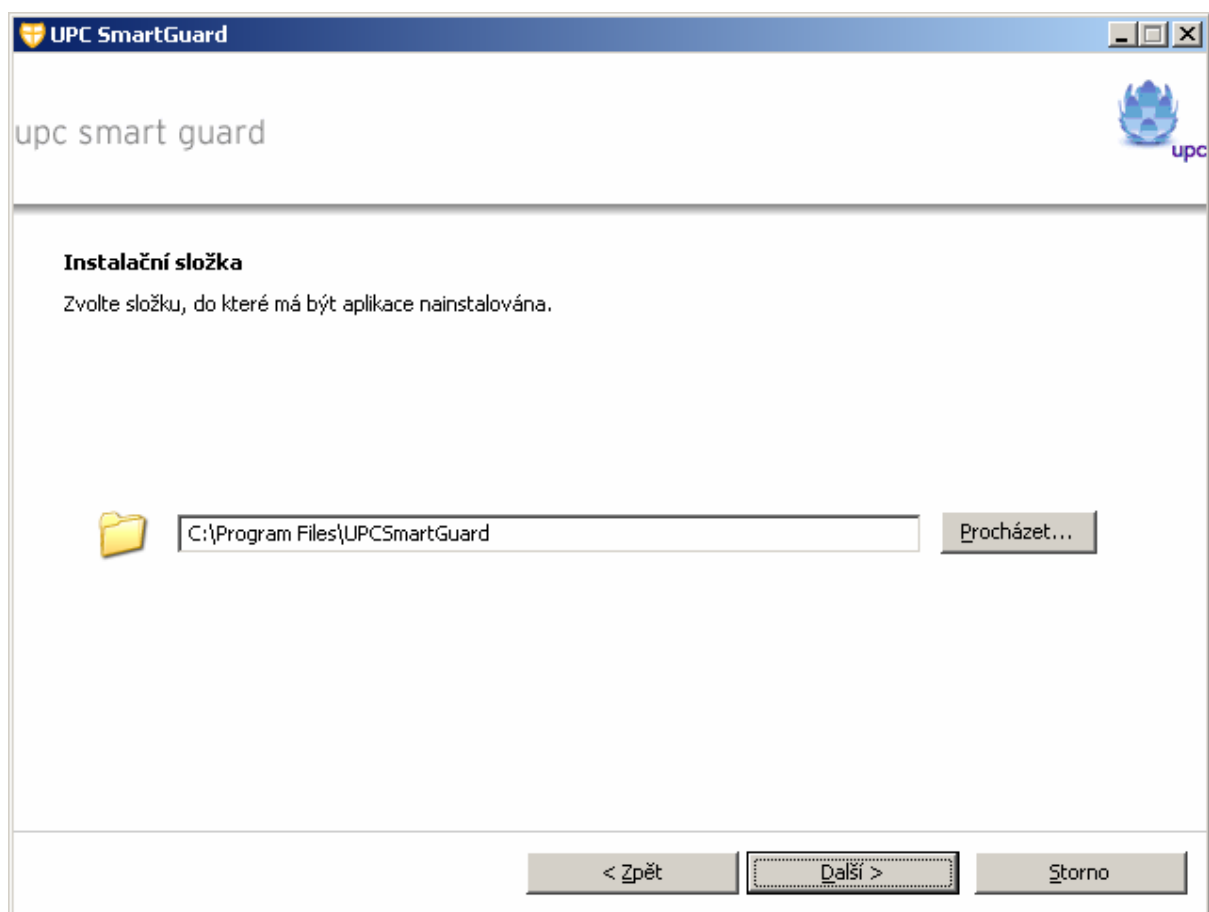 UPC SmartGuard
upc smart guard
upc
Instalační složka
Zvolte složku, do které má být aplikace nainstalována.
C:\Program Files\UPCSmartGuard
Procházet...
< Zpět
Další >
Storno